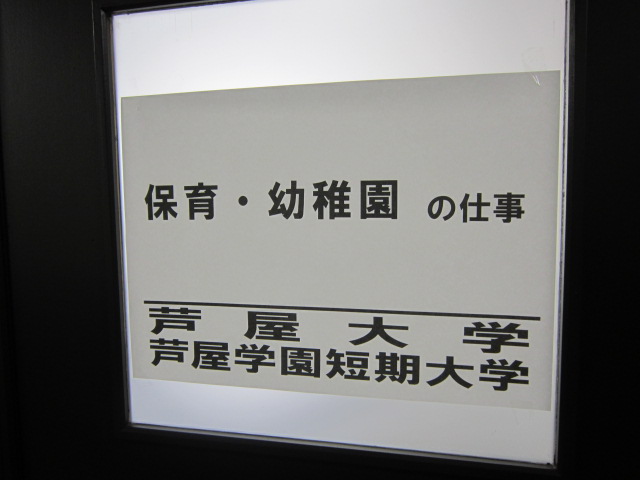 保育・幼稚園 の仕事
芦屋大学
芦屋学園短期大学